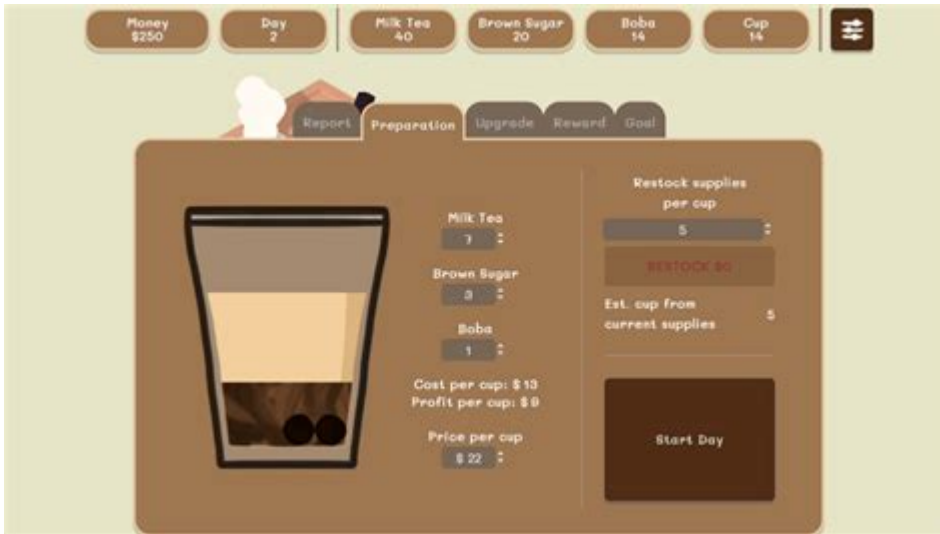 Money
$250
Day
2
Milk Tea
40
Brown Sugar
20
Boba
14
Cup
14
Report
Preparation
Upgrade
Reward
Goal
Milk Tea
7
Brown Sugar
3
Boba
1
Cost per cup: $ 13
Profit per cup: $ 9
Price per cup
$ 22
Restock supplies
per cup
5
RESTOCK $0
Est. cup from
current supplies
5
Start Day